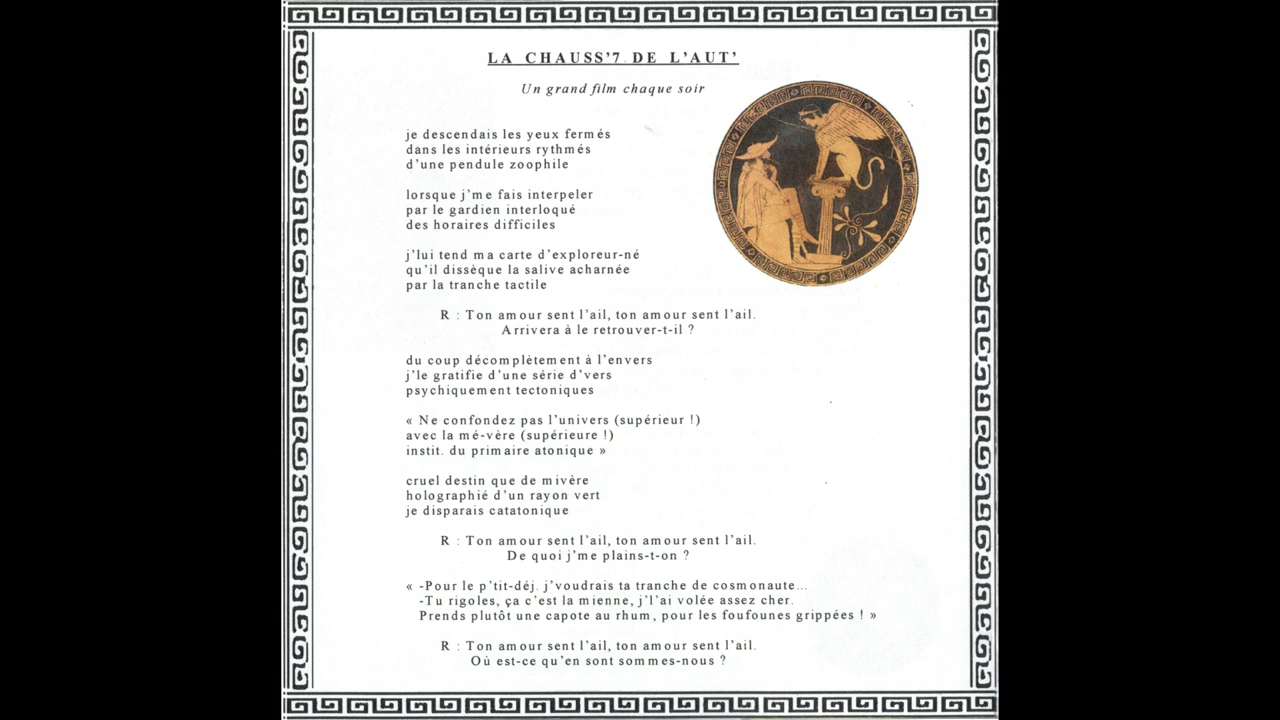 LA CHAUSS'7 DE L'AUT'
Un grand film chaque soir
je descendais les yeux fermés
dans les intérieurs rythmés
d'une pendule zoophile
lorsque j'me fais interpeler
par le gardien interloqué
des horaires difficiles
j'lui tend ma carte d'exploreur-né
qu'il dissèque la salive acharnée
par la tranche tactile
R : Ton amour sent l'ail, ton amour sent l'ail.
Arrivera à le retrouver-t-il ?
du coup décomplètement à l'envers
j'le gratifie d'une série d'vers
psychiquement tectoniques
« Ne confondez pas l'univers (supérieur !)
avec la mé-vère (supérieure !)
instit. du primaire atonique »
cruel destin que de mivère
holographié d'un rayon vert
je disparais catatonique
R : Ton amour sent l'ail, ton amour sent l'ail.
De quoi j'me plains-t-on ?
« -Pour le p'tit-déj. j'voudrais ta tranche de cosmonaute...
-Tu rigoles, ça c'est la mienne, j'l'ai volée assez cher.
Prends plutôt une capote au rhum, pour les foufounes grippées ! »
R : Ton amour sent l'ail, ton amour sent l'ail.
Où est-ce qu'en sont sommes-nous ?